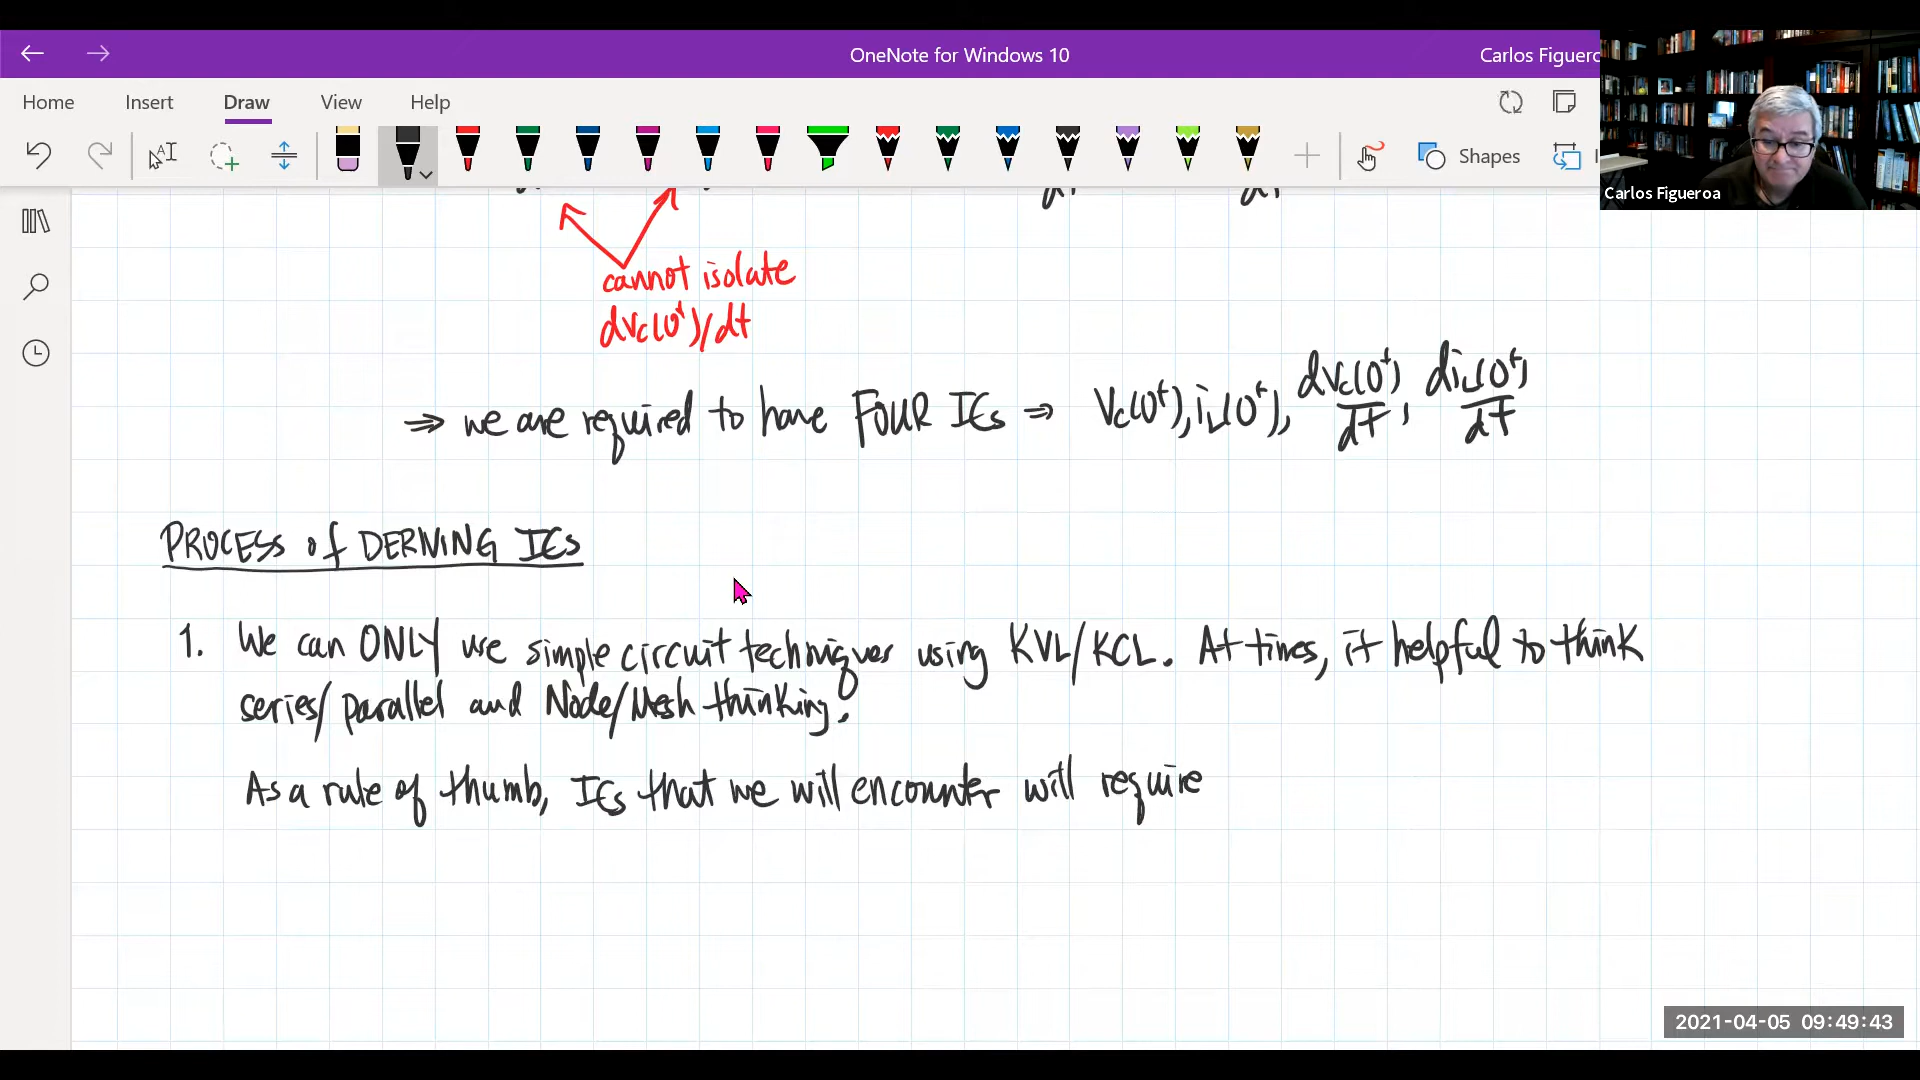 OneNote for Windows 10
Carlos Figuero
Home Insert Draw View Help
Shapes
Carlos Figueroa
cannot isolate
dvc(0⁺)/dt
⇒ we are required to have FOUR ICs ⇒ Vc(0⁺), iL(0⁺), dvc(0⁺)/dt, diL(0⁺)/dt
PROCESS of DERIVING ICs
1. We can ONLY use simple circuit techniques using KVL/KCL. At times, it helpful to think
series/parallel and Node/Mesh thinking.
As a rule of thumb, ICs that we will encounter will require
2021-04-05 09:49:43